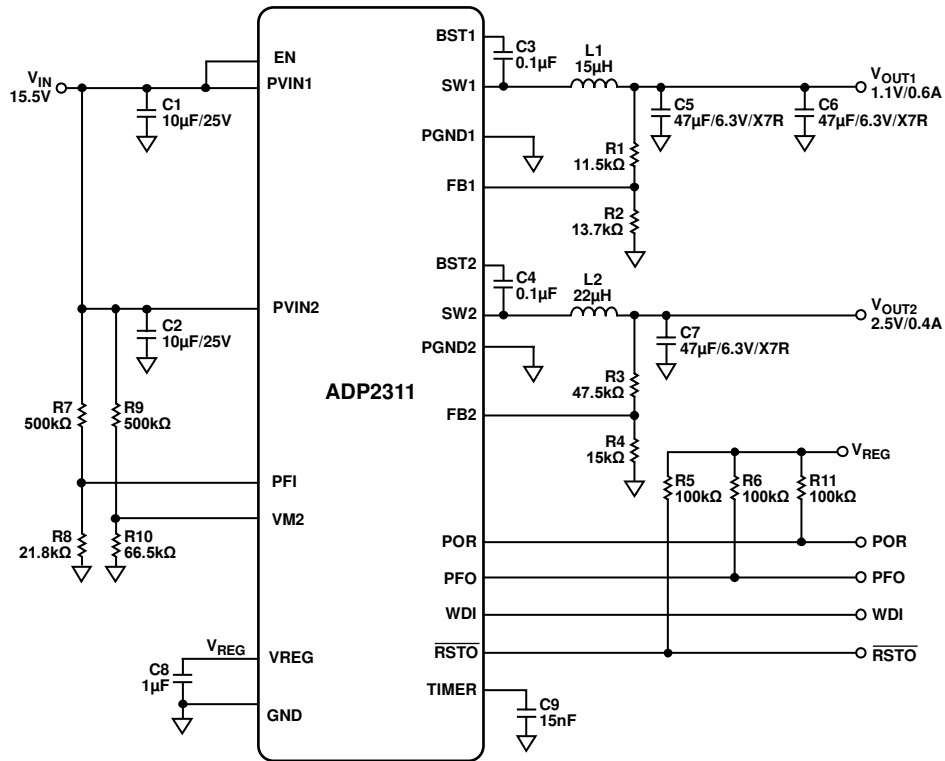 BST1
C3
0.1µF
L1
15µH
EN
VIN
15.5V
PVIN1
SW1
VOUT1
1.1V/0.6A
C1
10µF/25V
C5
47µF/6.3V/X7R
C6
47µF/6.3V/X7R
PGND1
R1
11.5kΩ
FB1
R2
13.7kΩ
BST2
C4
0.1µF
L2
22µH
PVIN2
SW2
VOUT2
2.5V/0.4A
C2
10µF/25V
C7
47µF/6.3V/X7R
PGND2
ADP2311
R3
47.5kΩ
R7
500kΩ
R9
500kΩ
FB2
R4
15kΩ
VREG
PFI
R5
100kΩ
R6
100kΩ
R11
100kΩ
VM2
R8
21.8kΩ
R10
66.5kΩ
POR
POR
PFO
PFO
WDI
WDI
VREG
VREG
RSTO
RSTO
C8
1µF
TIMER
GND
C9
15nF